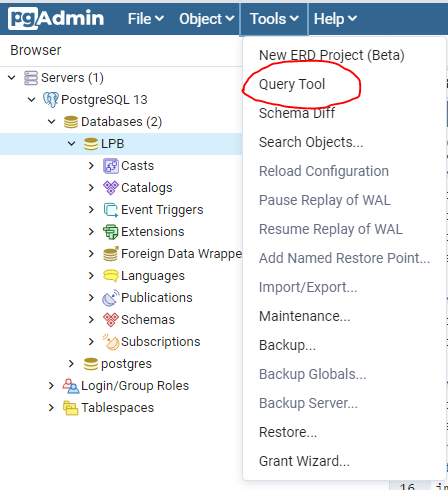 pgAdmin File Object Tools Help
Browser
Servers (1)
PostgreSQL 13
Databases (2)
LPB
Casts
Catalogs
Event Triggers
Extensions
Foreign Data Wrappe
Languages
Publications
Schemas
Subscriptions
postgres
Login/Group Roles
Tablespaces
New ERD Project (Beta)
Query Tool
Schema Diff
Search Objects...
Reload Configuration
Pause Replay of WAL
Resume Replay of WAL
Add Named Restore Point...
Import/Export...
Maintenance...
Backup...
Backup Globals...
Backup Server...
Restore...
Grant Wizard...
16